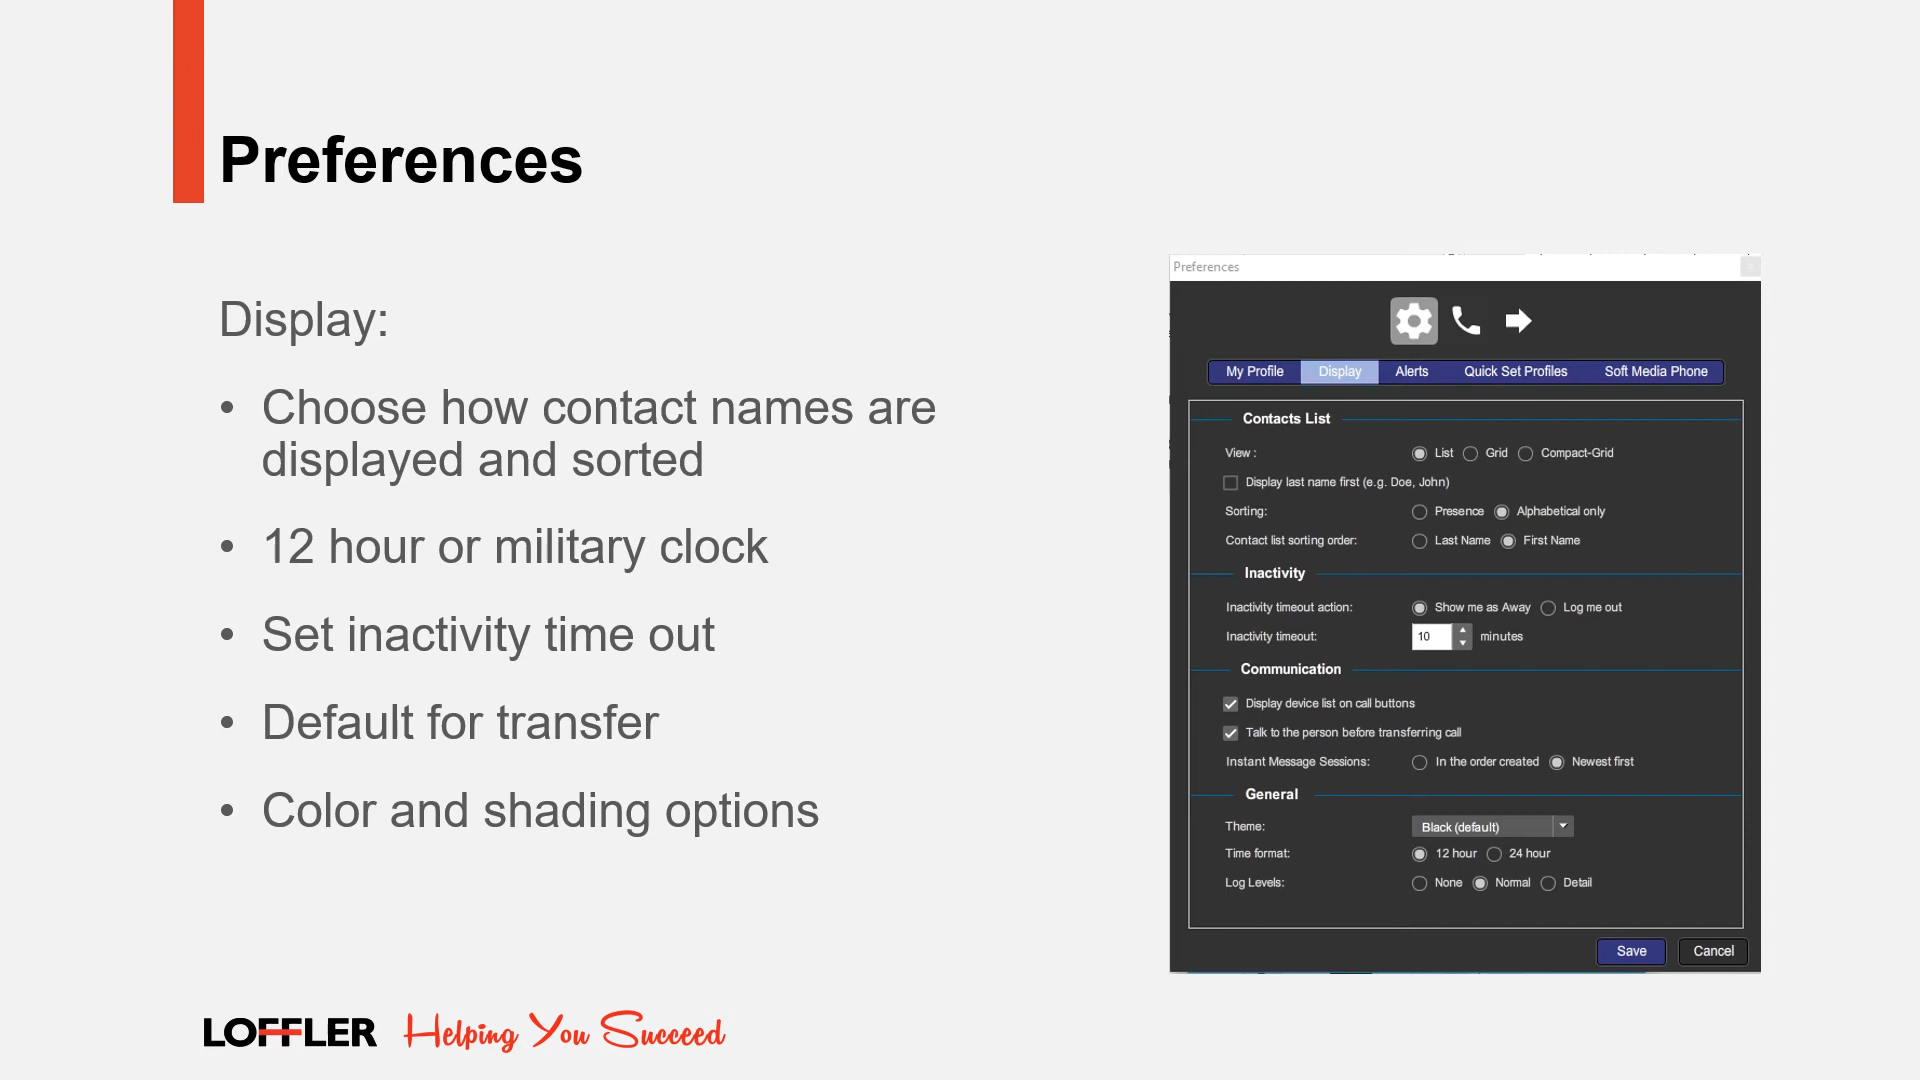 Preferences
Display:
• Choose how contact names are
displayed and sorted
• 12 hour or military clock
• Set inactivity time out
• Default for transfer
• Color and shading options
Preferences
My Profile Display Alerts Quick Set Profiles Soft Media Phone
Contacts List
View : List Grid Compact-Grid
Display last name first (e.g. Doe, John)
Sorting: Presence Alphabetical only
Contact list sorting order: Last Name First Name
Inactivity
Inactivity timeout action: Show me as Away Log me out
Inactivity timeout: 10 minutes
Communication
Display device list on call buttons
Talk to the person before transferring call
Instant Message Sessions: In the order created Newest first
General
Theme: Black (default)
Time format: 12 hour 24 hour
Log Levels: None Normal Detail
Save Cancel
LOFFLER Helping You Succeed